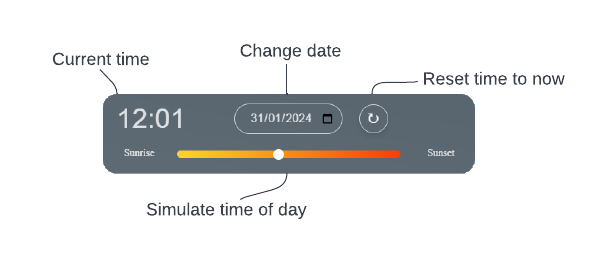 Change date
Current time
Reset time to now
12:01
31/01/2024
Sunrise
Sunset
Simulate time of day